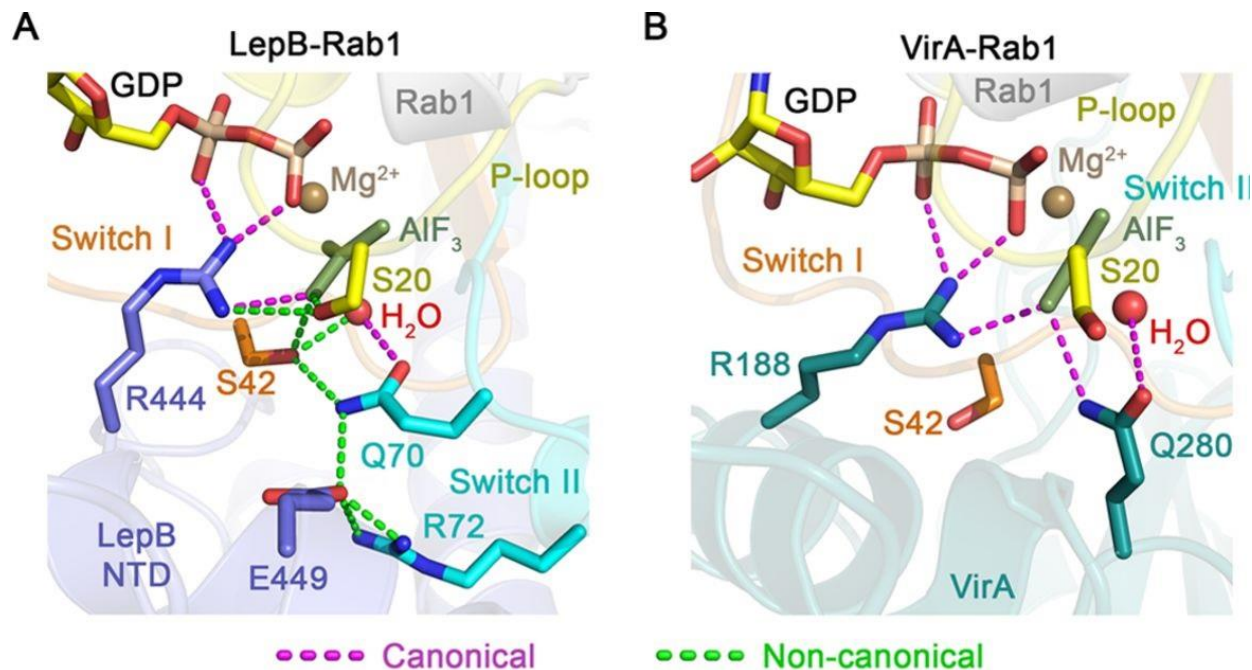 A
LepB-Rab1
GDP
Rab1
Mg²⁺
P-loop
Switch I
AlF₃
S20
H₂O
R444
S42
Q70
Switch II
R72
LepB
NTD
E449
B
VirA-Rab1
GDP
Rab1
P-loop
Mg²⁺
Switch II
Switch I
AlF₃
S20
H₂O
R188
S42
Q280
VirA
Canonical
Non-canonical